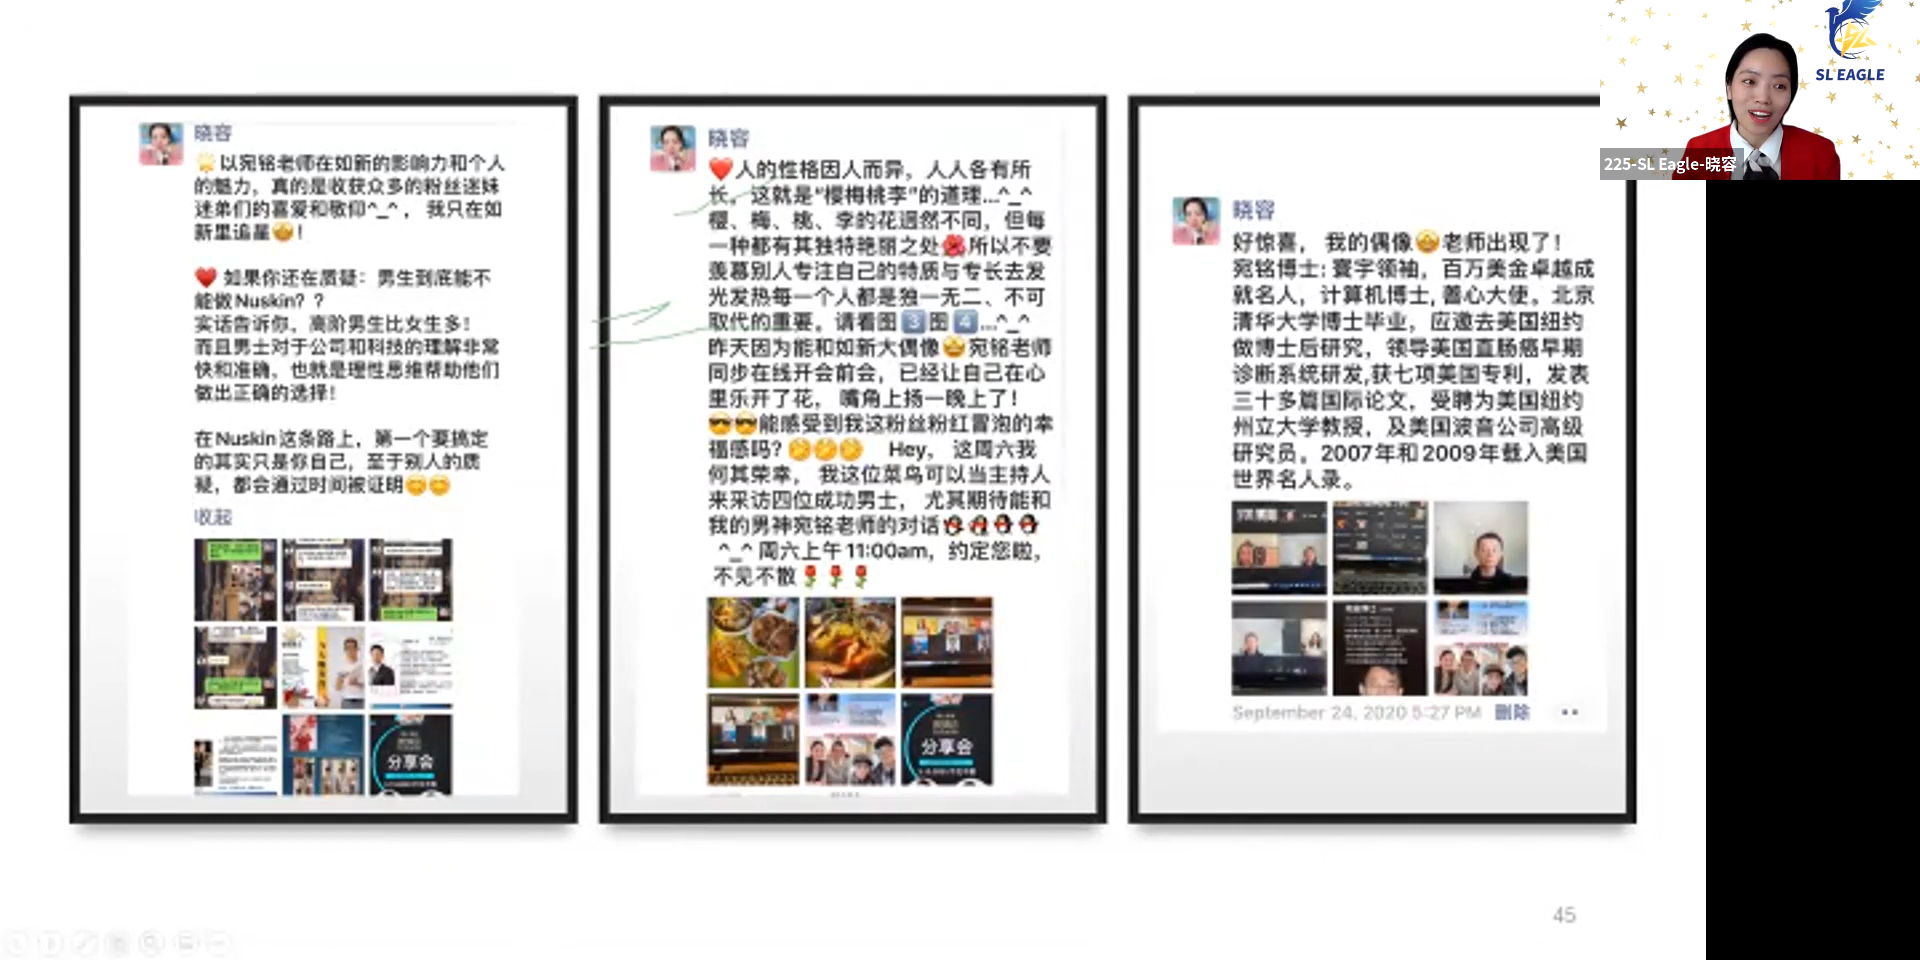 晓容
🌟以宛铭老师在如新的影响力和个人
的魅力，真的是收获众多的粉丝迷妹
迷弟们的喜爱和敬仰^_^， 我只在如
新里追星🤩！
❤️如果你还在质疑：男生到底能不
能做Nuskin？？
实话告诉你，高阶男生比女生多！
而且男士对于公司和科技的理解非常
快和准确，也就是理性思维帮助他们
做出正确的选择！
在Nuskin这条路上，第一个要搞定
的其实只是你自己，至于别人的质
疑，都会通过时间被证明😊😊
收起
分享会
晓容
❤️人的性格因人而异，人人各有所
长，这就是“樱梅桃李”的道理...^_^
樱、梅、桃、李的花迥然不同，但每
一种都有其独特艳丽之处🌺所以不要
羡慕别人专注自己的特质与专长去发
光发热每一个人都是独一无二、不可
取代的重要。请看图3️⃣图4️⃣...^_^
昨天因为能和如新大偶像🤩宛铭老师
同步在线开会前会，已经让自己在心
里乐开了花， 嘴角上扬一晚上了！
😎😎能感受到我这粉丝粉红冒泡的幸
福感吗？ Hey， 这周六我
何其荣幸， 我这位菜鸟可以当主持人
来采访四位成功男士， 尤其期待能和
我的男神宛铭老师的对话
^_^ 周六上午11:00am，约定您啦，
不见不散🌹🌹🌹
分享会
晓容
好惊喜， 我的偶像🤩老师出现了！
宛铭博士：寰宇领袖，百万美金卓越成
就名人，计算机博士，善心大使。北京
清华大学博士毕业，应邀去美国纽约
做博士后研究，领导美国直肠癌早期
诊断系统研发,获七项美国专利，发表
三十多篇国际论文，受聘为美国纽约
州立大学教授，及美国波音公司高级
研究员。2007年和2009年载入美国
世界名人录。
September 24, 2020 5:27 PM 删除
SL EAGLE
225-SL Eagle-晓容
45